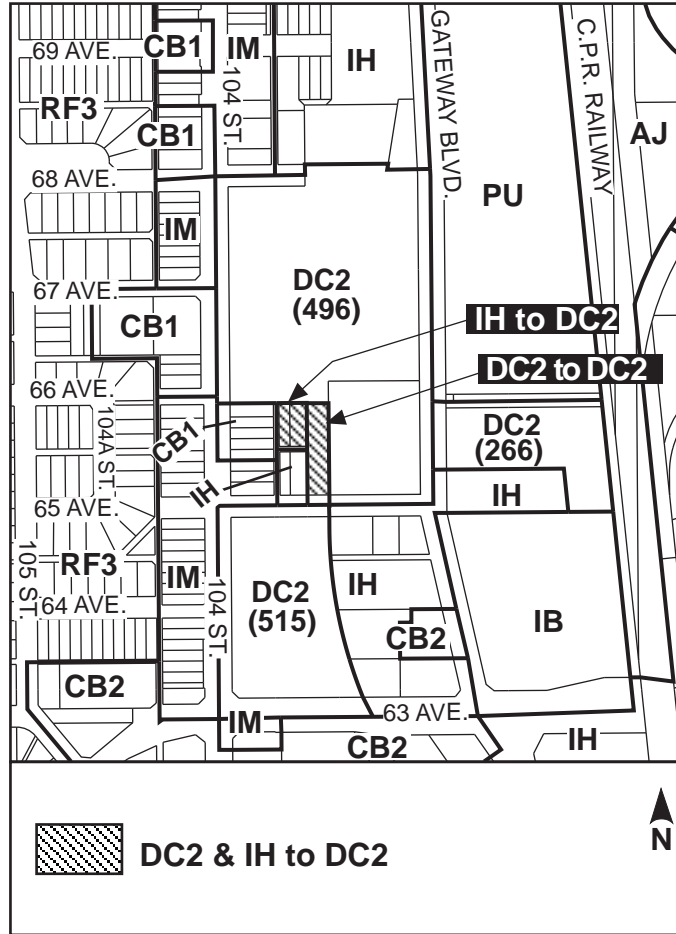 69 AVE.
CB1
IM
IH
GATEWAY BLVD.
C.P.R. RAILWAY
RF3
104 ST.
CB1
AJ
68 AVE.
PU
IM
DC2
(496)
67 AVE.
CB1
IH to DC2
DC2 to DC2
66 AVE.
104A ST.
CB1
DC2
(266)
IH
IH
65 AVE.
105 ST.
RF3
IM
104 ST.
DC2
(515)
IH
IB
64 AVE.
CB2
CB2
63 AVE.
IM
CB2
IH
DC2 & IH to DC2
N